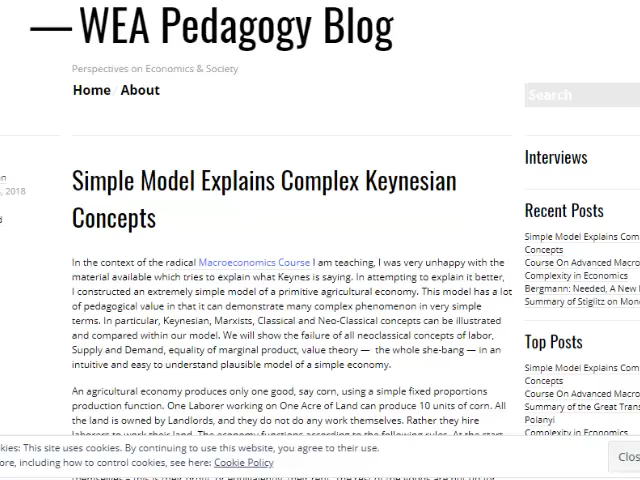 — WEA Pedagogy Blog
Perspectives on Economics & Society
Home / About
Search
, 2018
Simple Model Explains Complex Keynesian
Concepts
In the context of the radical Macroeconomics Course I am teaching, I was very unhappy with the
material available which tries to explain what Keynes is saying. In attempting to explain it better,
I constructed an extremely simple model of a primitive agricultural economy. This model has a lot
of pedagogical value in that it can demonstrate many complex phenomenon in very simple
terms. In particular, Keynesian, Marxists, Classical and Neo-Classical concepts can be illustrated
and compared within our model. We will show the failure of all neoclassical concepts of labor,
Supply and Demand, equality of marginal product, value theory — the whole she-bang — in an
intuitive and easy to understand plausible model of a simple economy.
An agricultural economy produces only one good, say corn, using a simple fixed proportions
production function. One Laborer working on One Acre of Land can produce 10 units of corn. All
the land is owned by Landlords, and they do not do any work themselves. Rather they hire
laborers to work their land. The economy functions according to the following rules. At the start
Interviews
Recent Posts
Simple Model Explains Com
Concepts
Course On Advanced Macro
Complexity in Economics
Bergmann: Needed, A New
Summary of Stiglitz on Mon
Top Posts
Simple Model Explains Com
Concepts
Course On Advanced Macro
Summary of the Great Trans
Polanyi
Complexity in Economics
kies: This site uses cookies. By continuing to use this website, you agree to their use.
ore, including how to control cookies, see here: Cookie Policy
Clos